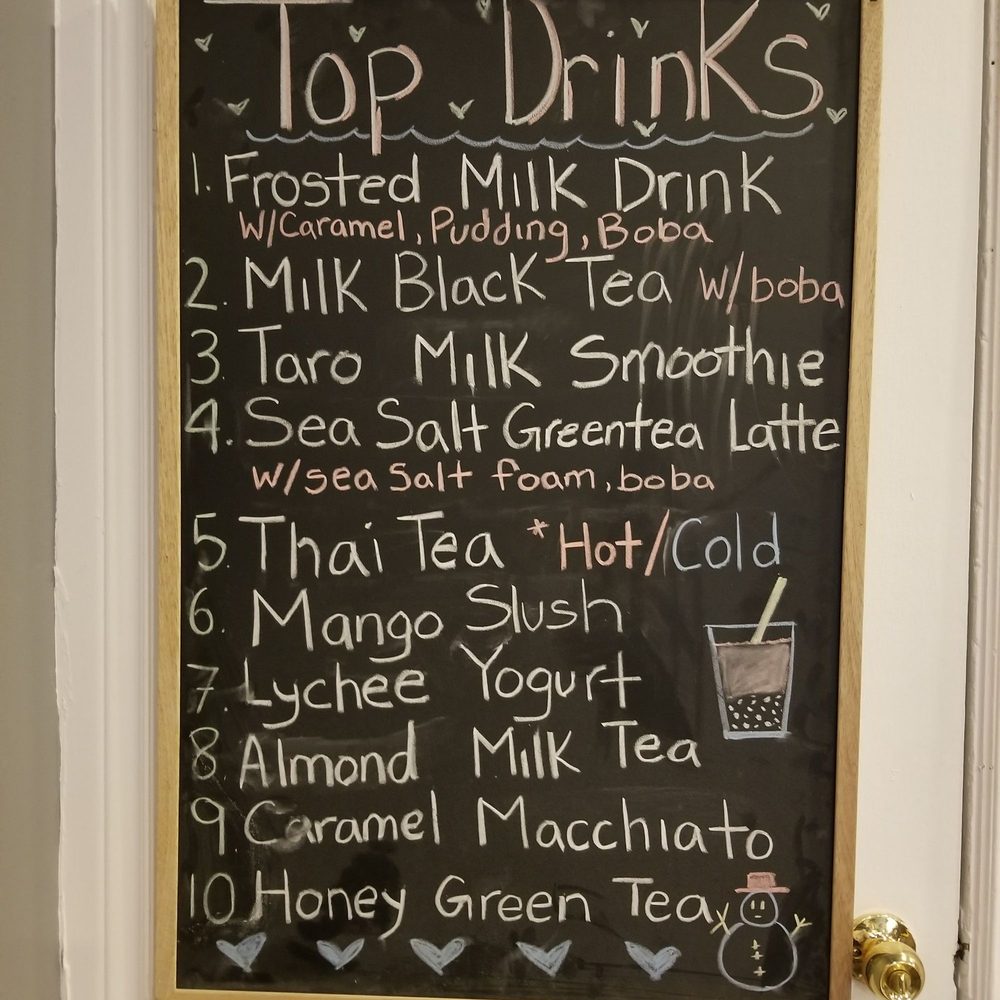 Top Drinks
1. Frosted Milk Drink
W/Caramel, Pudding, Boba
2. Milk Black Tea w/boba
3. Taro Milk Smoothie
4. Sea Salt Greentea Latte
w/sea salt foam, boba
5. Thai Tea *Hot/Cold
6. Mango Slush
7. Lychee Yogurt
8. Almond Milk Tea
9. Caramel Macchiato
10. Honey Green Tea